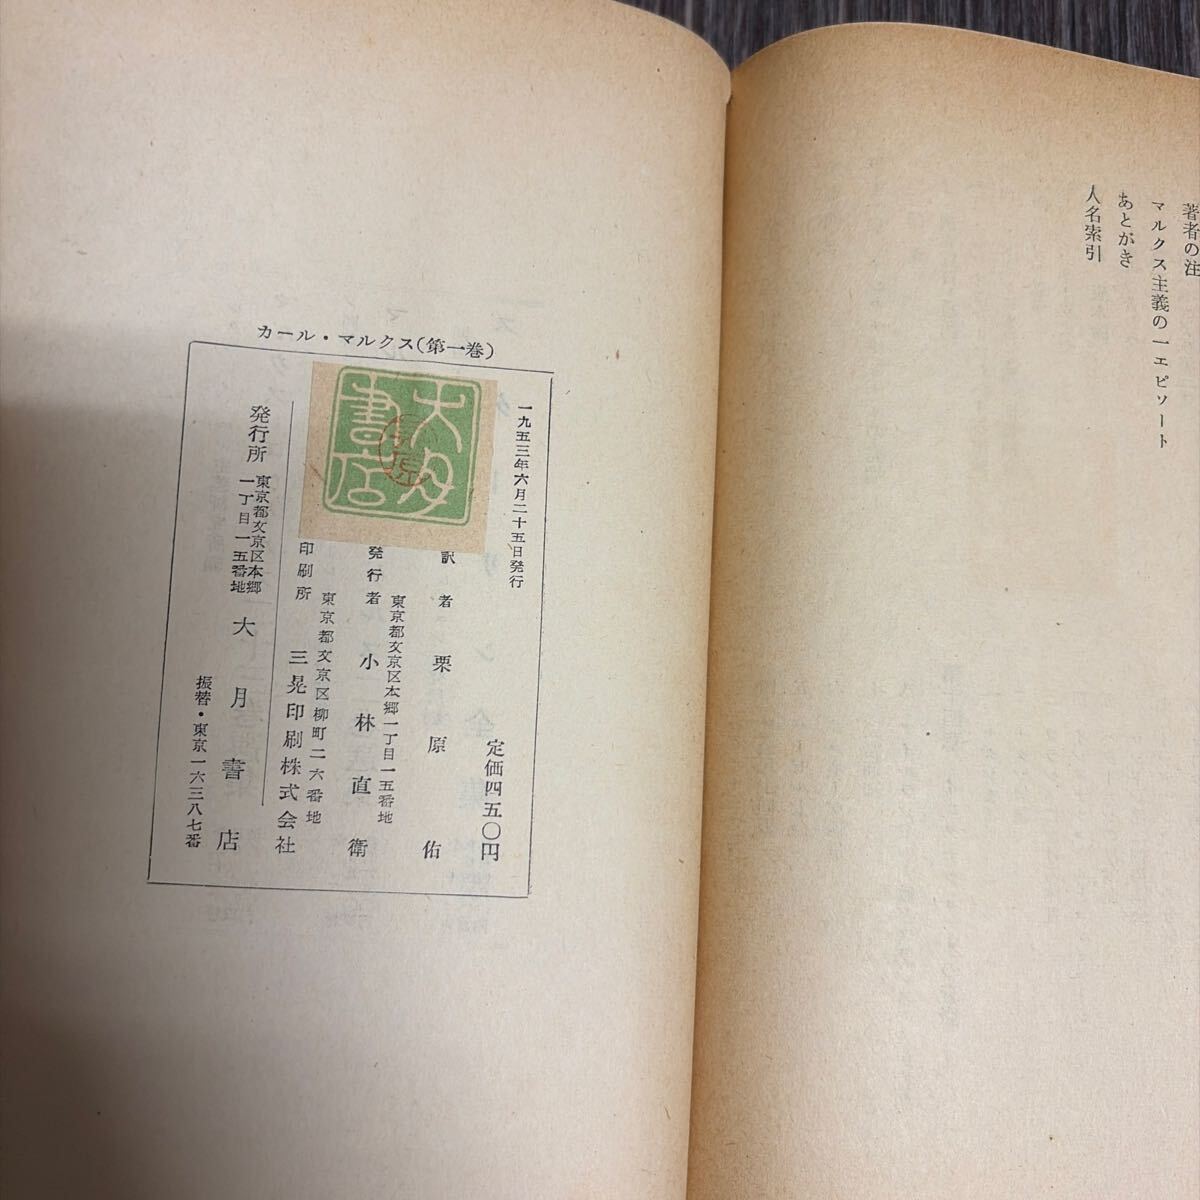 著者の注
マルクス主義の一エピソート
あとがき
人名索引
カール・マルクス(第一巻)
一九五三年六月二十五日発行
定価四五〇円
訳者 栗原佑
東京都文京区本郷一丁目一五番地
発行者 小林直衛
東京都文京区柳町二六番地
印刷所 三晃印刷株式会社
発行所 東京都文京区本郷一丁目一五番地 大月書店
振替・東京一六三八七番
大月書店
栗原